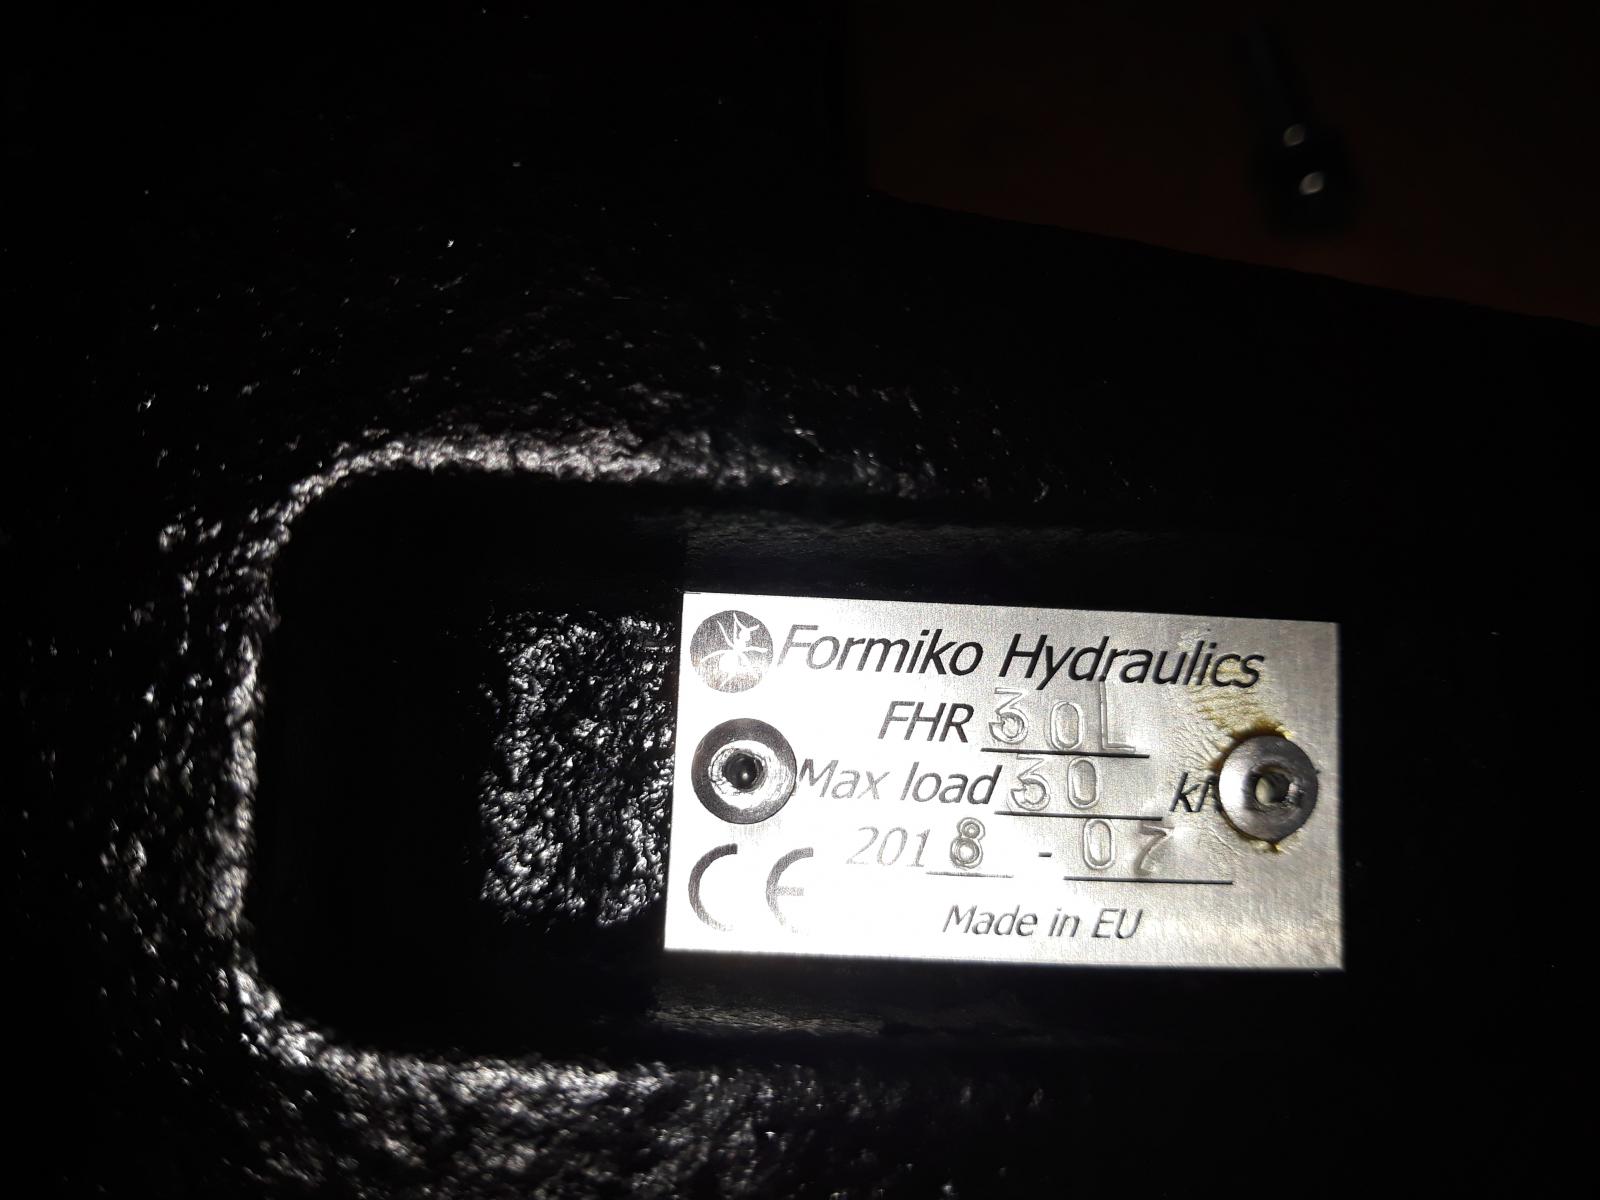 Formiko Hydraulics
FHR 30L
Max load 30
2018 - 07
CE
Made in EU